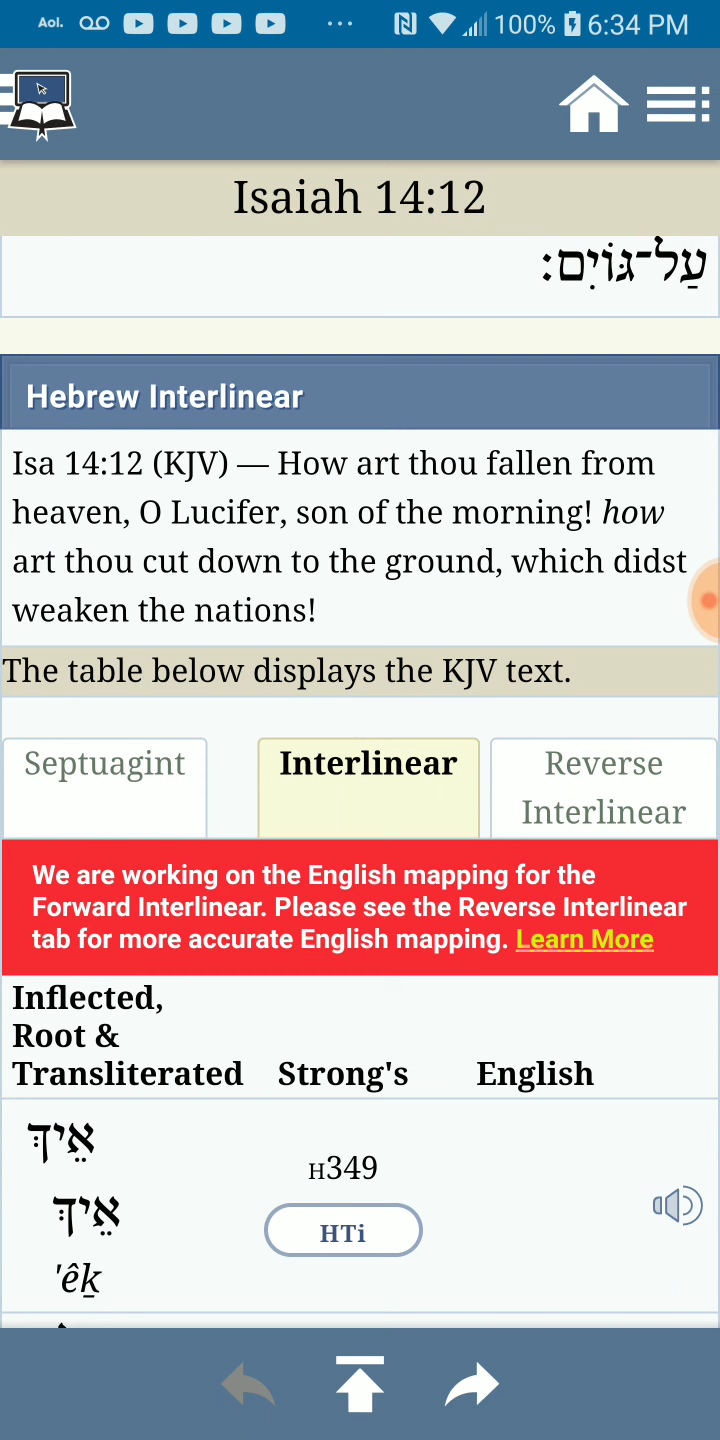 Aol.
100% 6:34 PM
Isaiah 14:12
עַל־גּוֹיִם׃
Hebrew Interlinear
Isa 14:12 (KJV) — How art thou fallen from
heaven, O Lucifer, son of the morning! how
art thou cut down to the ground, which didst
weaken the nations!
The table below displays the KJV text.
Septuagint
Interlinear
Reverse
Interlinear
We are working on the English mapping for the
Forward Interlinear. Please see the Reverse Interlinear
tab for more accurate English mapping. Learn More
Inflected,
Root &
Transliterated Strong's English
אֵיךְ
H349
אֵיךְ
HTi
'êḵ